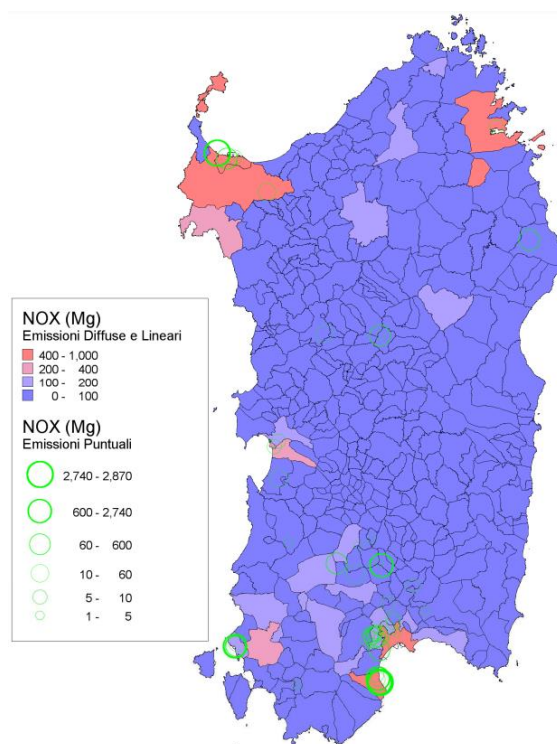 NOX (Mg)
Emissioni Diffuse e Lineari
400 - 1,000
200 - 400
100 - 200
0 - 100
NOX (Mg)
Emissioni Puntuali
2,740 - 2,870
600 - 2,740
60 - 600
10 - 60
5 - 10
1 - 5